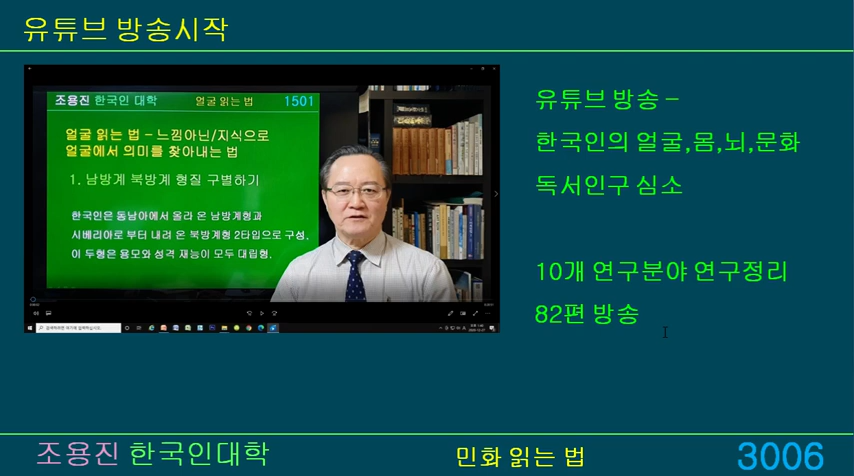 유튜브 방송시작
조용진 한국인 대학 얼굴 읽는 법 1501
얼굴 읽는 법 – 느낌아닌/지식으로
얼굴에서 의미를 찾아내는 법
1. 남방계 북방계 형질 구별하기
한국인은 동남아에서 올라 온 남방계형과
시베리아로 부터 내려 온 북방계형 2타입으로 구성.
이 두형은 용모와 성격 재능이 모두 대립형.
유튜브 방송 –
한국인의 얼굴,몸,뇌,문화
독서인구 심소
10개 연구분야 연구정리
82편 방송
조용진 한국인대학 민화 읽는 법 3006